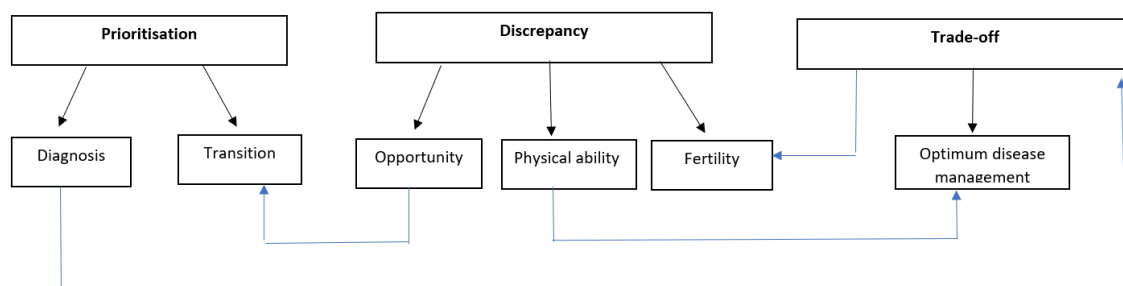 Prioritisation
Discrepancy
Trade-off
Diagnosis
Transition
Opportunity
Physical ability
Fertility
Optimum disease
management